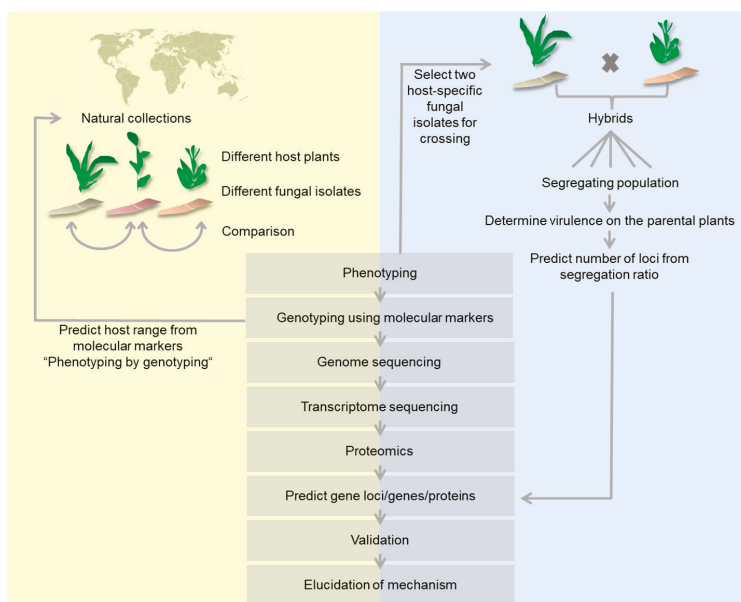 Natural collections
Different host plants
Different fungal isolates
Comparison
Predict host range from
molecular markers
“Phenotyping by genotyping“
Phenotyping
Genotyping using molecular markers
Genome sequencing
Transcriptome sequencing
Proteomics
Predict gene loci/genes/proteins
Validation
Elucidation of mechanism
Select two
host-specific
fungal
isolates for
crossing
Hybrids
Segregating population
Determine virulence on the parental plants
Predict number of loci from
segregation ratio